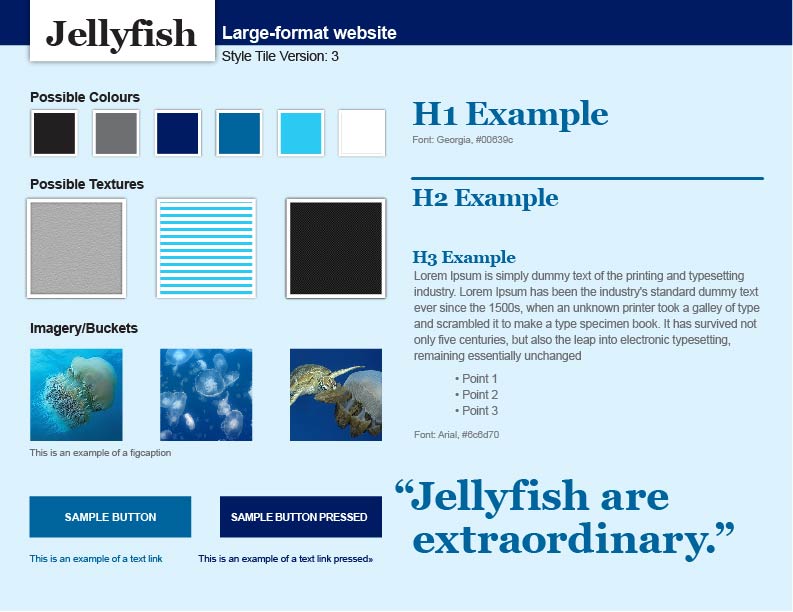 Jellyfish
Large-format website
Style Tile Version: 3
Possible Colours
Possible Textures
Imagery/Buckets
This is an example of a figcaption
SAMPLE BUTTON
SAMPLE BUTTON PRESSED
This is an example of a text link
This is an example of a text link pressed»
H1 Example
Font: Georgia, #00639c
H2 Example
H3 Example
Lorem Ipsum is simply dummy text of the printing and typesetting
industry. Lorem Ipsum has been the industry's standard dummy text
ever since the 1500s, when an unknown printer took a galley of type
and scrambled it to make a type specimen book. It has survived not
only five centuries, but also the leap into electronic typesetting,
remaining essentially unchanged
• Point 1
• Point 2
• Point 3
Font: Arial, #6c6d70
“Jellyfish are
extraordinary.”